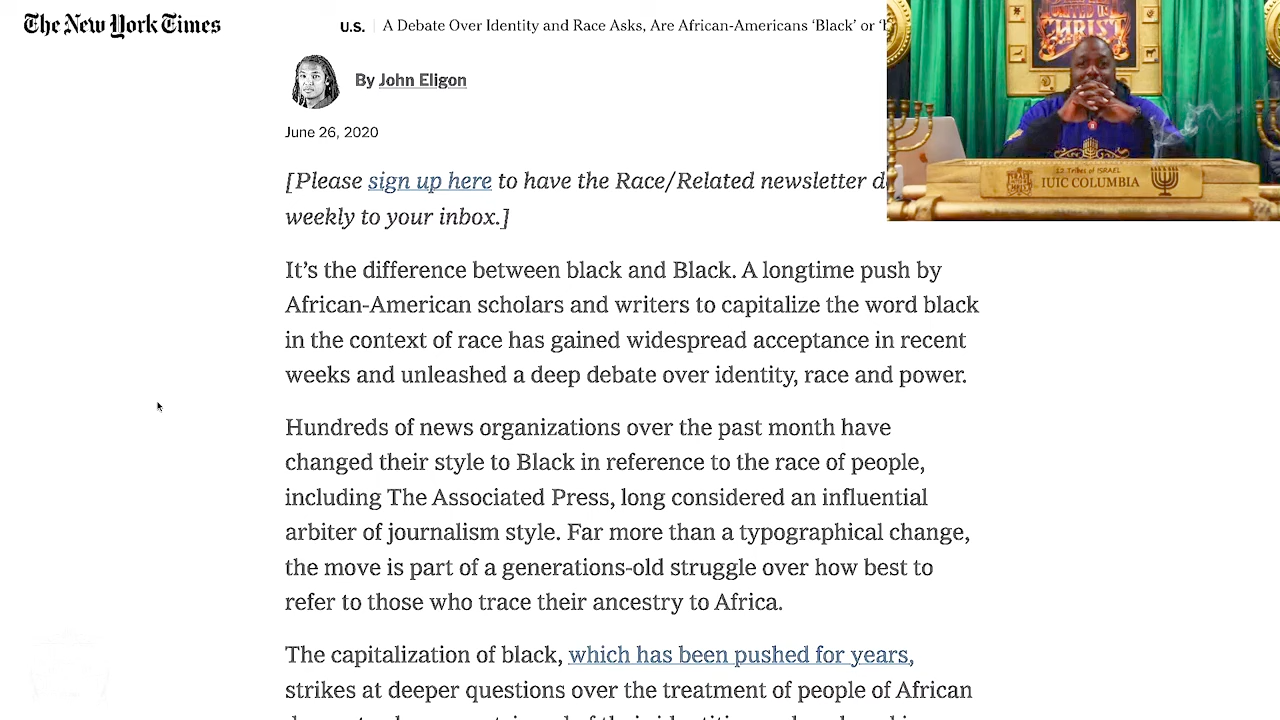 The New York Times
U.S. A Debate Over Identity and Race Asks, Are African-Americans ‘Black’ or ‘
By John Eligon
June 26, 2020
[Please sign up here to have the Race/Related newsletter d
weekly to your inbox.]
It’s the difference between black and Black. A longtime push by
African-American scholars and writers to capitalize the word black
in the context of race has gained widespread acceptance in recent
weeks and unleashed a deep debate over identity, race and power.
Hundreds of news organizations over the past month have
changed their style to Black in reference to the race of people,
including The Associated Press, long considered an influential
arbiter of journalism style. Far more than a typographical change,
the move is part of a generations-old struggle over how best to
refer to those who trace their ancestry to Africa.
The capitalization of black, which has been pushed for years,
strikes at deeper questions over the treatment of people of African
UNITED IN
CHRIST
12 Tribes of ISRAEL
IUIC COLUMBIA